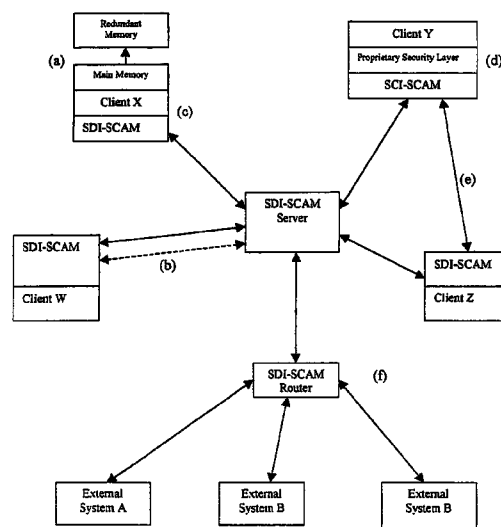 Redundant
Memory
(a)
Main Memory
Client X
SDI-SCAM
(c)
Client Y
Proprietary Security Layer
SCI-SCAM
(d)
(e)
SDI-SCAM
Server
SDI-SCAM
Client W
(b)
SDI-SCAM
Client Z
SDI-SCAM
Router
(f)
External
System A
External
System B
External
System B